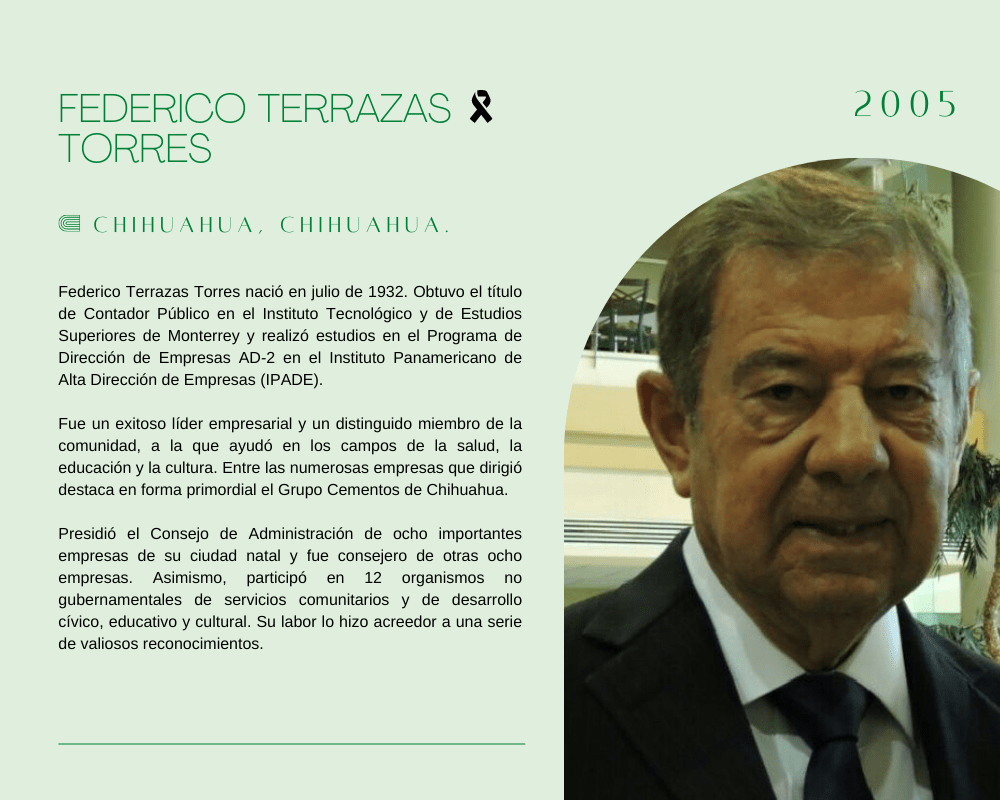 FEDERICO TERRAZAS
TORRES
2005
CHIHUAHUA, CHIHUAHUA.
Federico Terrazas Torres nació en julio de 1932. Obtuvo el título
de Contador Público en el Instituto Tecnológico y de Estudios
Superiores de Monterrey y realizó estudios en el Programa de
Dirección de Empresas AD-2 en el Instituto Panamericano de
Alta Dirección de Empresas (IPADE).
Fue un exitoso líder empresarial y un distinguido miembro de la
comunidad, a la que ayudó en los campos de la salud, la
educación y la cultura. Entre las numerosas empresas que dirigió
destaca en forma primordial el Grupo Cementos de Chihuahua.
Presidió el Consejo de Administración de ocho importantes
empresas de su ciudad natal y fue consejero de otras ocho
empresas. Asimismo, participó en 12 organismos no
gubernamentales de servicios comunitarios y de desarrollo
cívico, educativo y cultural. Su labor lo hizo acreedor a una serie
de valiosos reconocimientos.